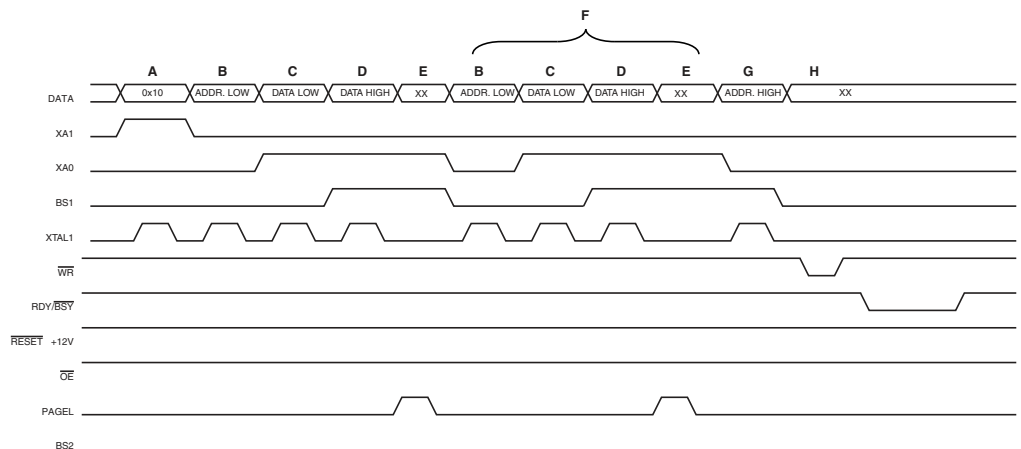 F
A B C D E B C D E G H
DATA 0x10 ADDR. LOW DATA LOW DATA HIGH XX ADDR. LOW DATA LOW DATA HIGH XX ADDR. HIGH XX
XA1
XA0
BS1
XTAL1
WR
RDY/BSY
RESET +12V
OE
PAGEL
BS2